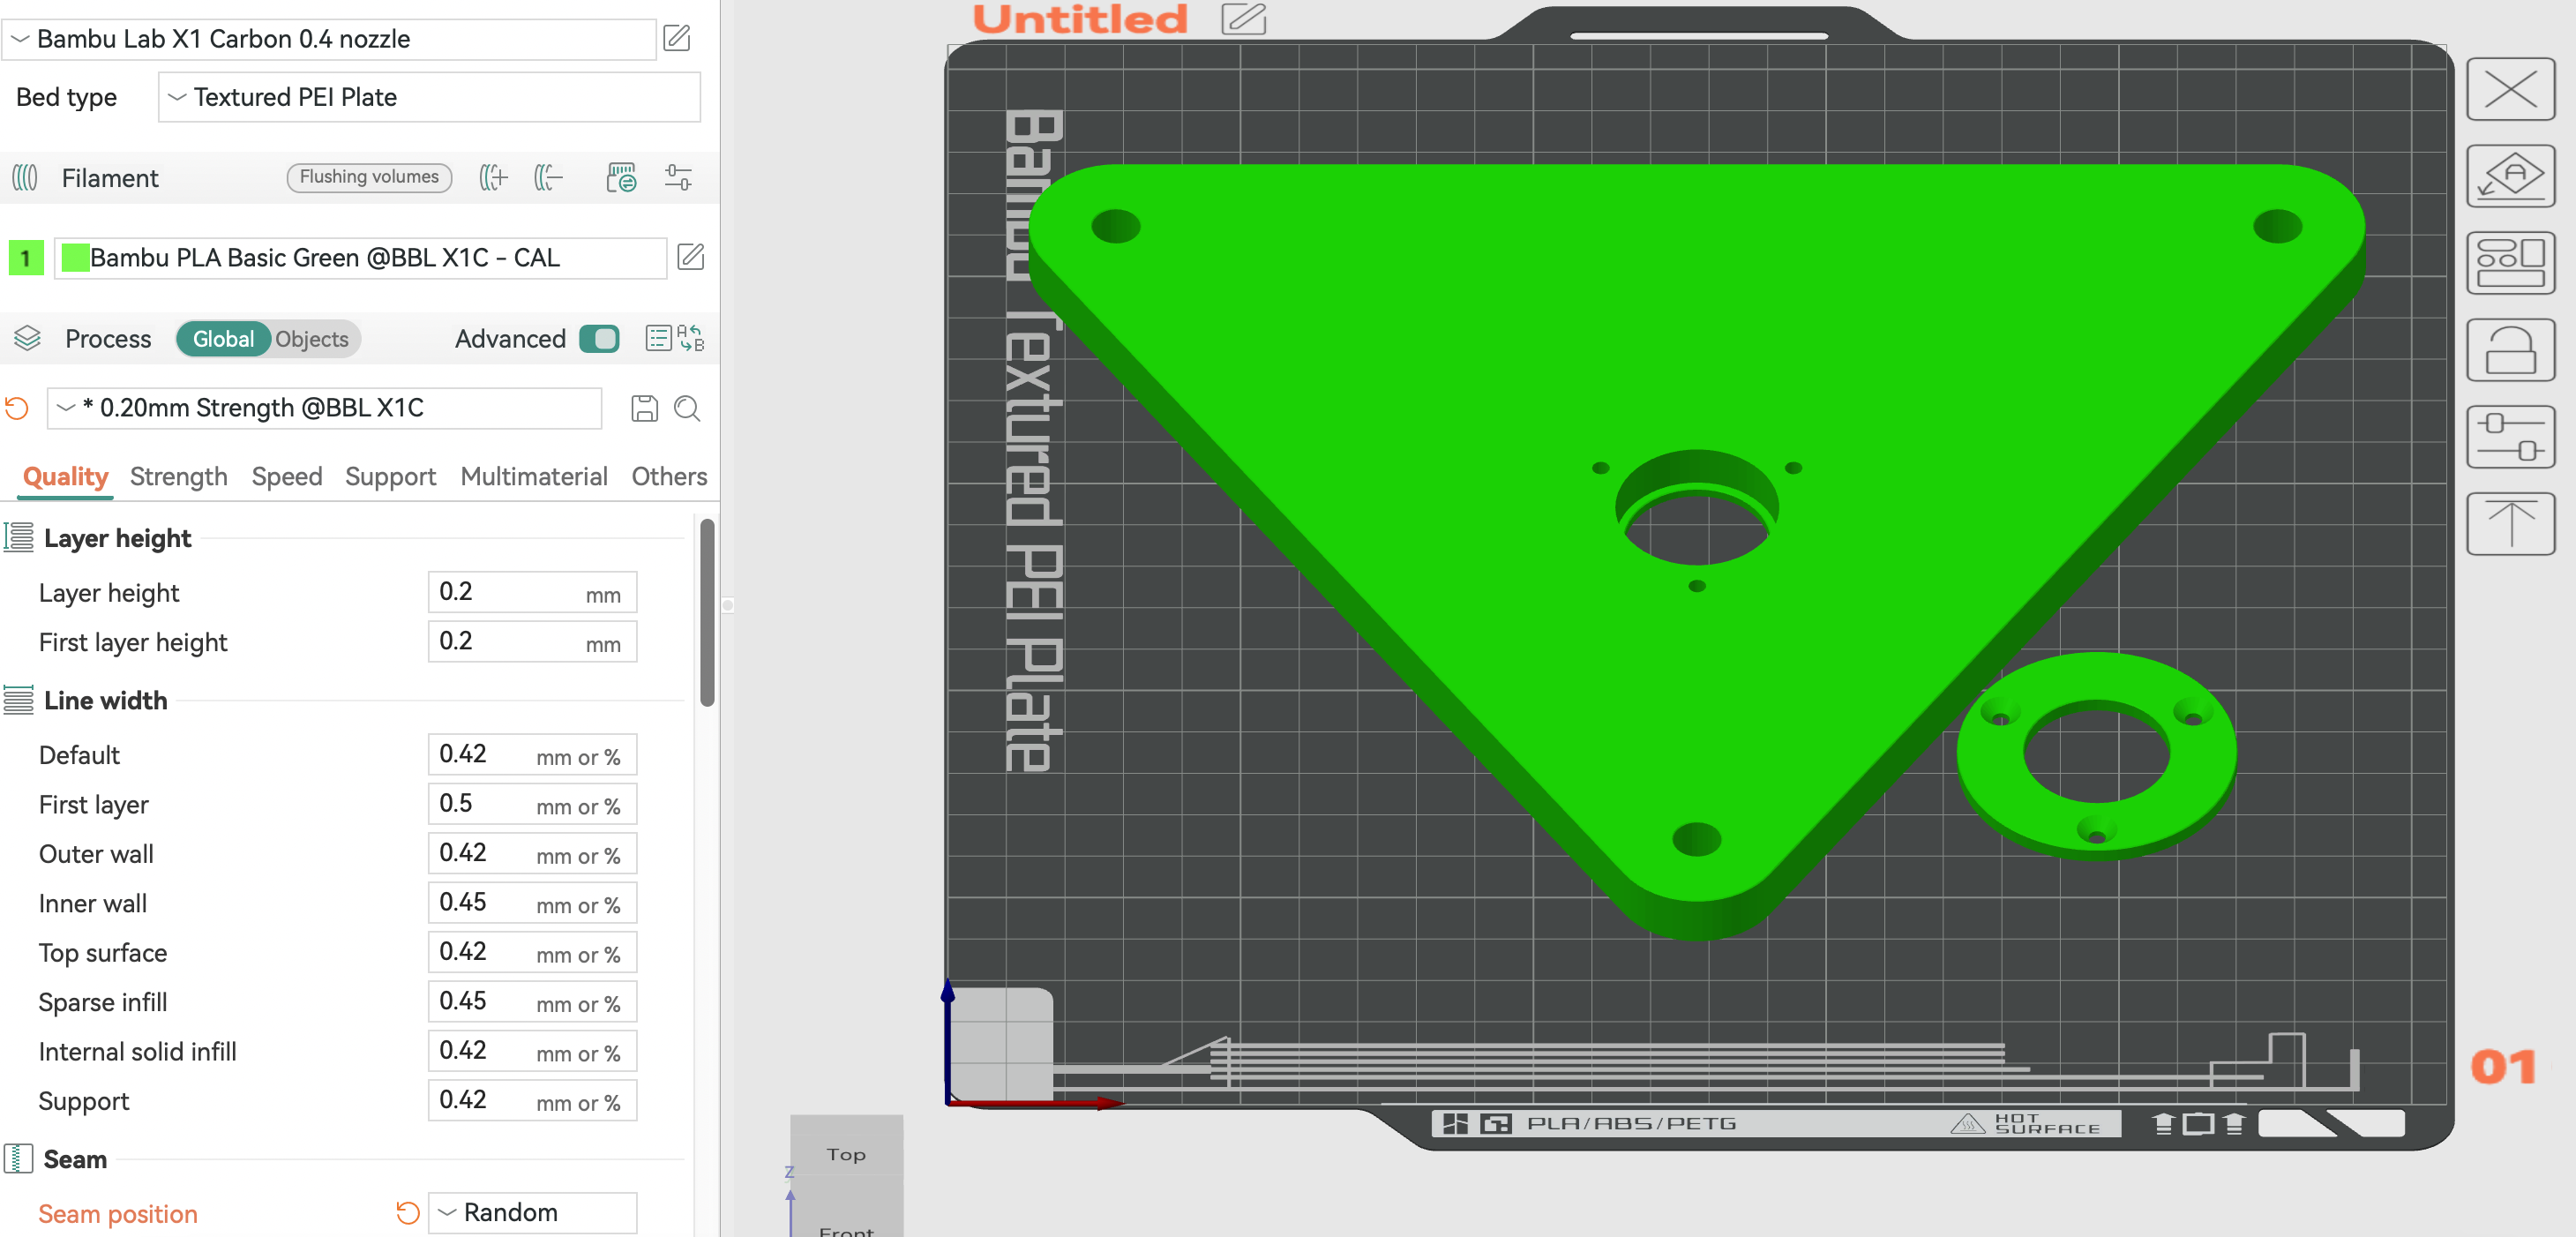 Bambu Lab X1 Carbon 0.4 nozzle
Bed type
Textured PEI Plate
Filament
Flushing volumes
1
Bambu PLA Basic Green @BBL X1C - CAL
Process
Global
Objects
Advanced
A
B
* 0.20mm Strength @BBL X1C
Quality
Strength
Speed
Support
Multimaterial
Others
Layer height
Layer height
0.2
mm
First layer height
0.2
mm
Line width
Default
0.42
mm or %
First layer
0.5
mm or %
Outer wall
0.42
mm or %
Inner wall
0.45
mm or %
Top surface
0.42
mm or %
Sparse infill
0.45
mm or %
Internal solid infill
0.42
mm or %
Support
0.42
mm or %
Seam
Seam position
Random
Untitled
Bambu Textured PEI Plate
PLA/ABS/PETG
HOT
SURFACE
01
A
Top
Z
Front